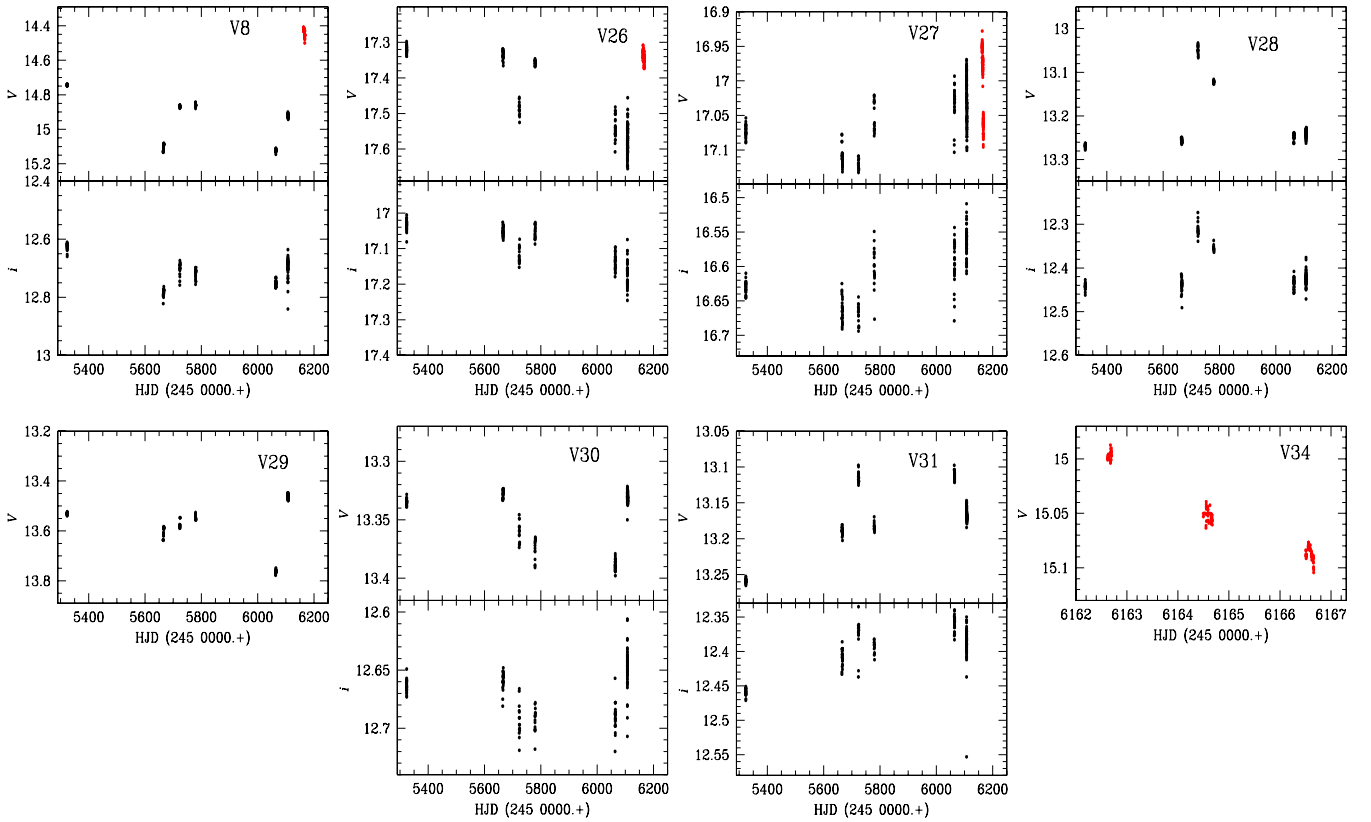 V8
V
14.4
14.6
14.8
15
15.2
i
12.4
12.6
12.8
13
5400 5600 5800 6000 6200
HJD (245 0000.+)
V26
V
17.3
17.4
17.5
17.6
i
17
17.1
17.2
17.3
17.4
5400 5600 5800 6000 6200
HJD (245 0000.+)
V27
V
16.9
16.95
17
17.05
17.1
i
16.5
16.55
16.6
16.65
16.7
5400 5600 5800 6000 6200
HJD (245 0000.+)
V28
V
13
13.1
13.2
13.3
i
12.3
12.4
12.5
12.6
5400 5600 5800 6000 6200
HJD (245 0000.+)
V29
V
13.2
13.4
13.6
13.8
5400 5600 5800 6000 6200
HJD (245 0000.+)
V30
V
13.3
13.35
13.4
i
12.6
12.65
12.7
5400 5600 5800 6000 6200
HJD (245 0000.+)
V31
V
13.05
13.1
13.15
13.2
13.25
i
12.35
12.4
12.45
12.5
12.55
5400 5600 5800 6000 6200
HJD (245 0000.+)
V34
V
15
15.05
15.1
6162 6163 6164 6165 6166 6167
HJD (245 0000.+)